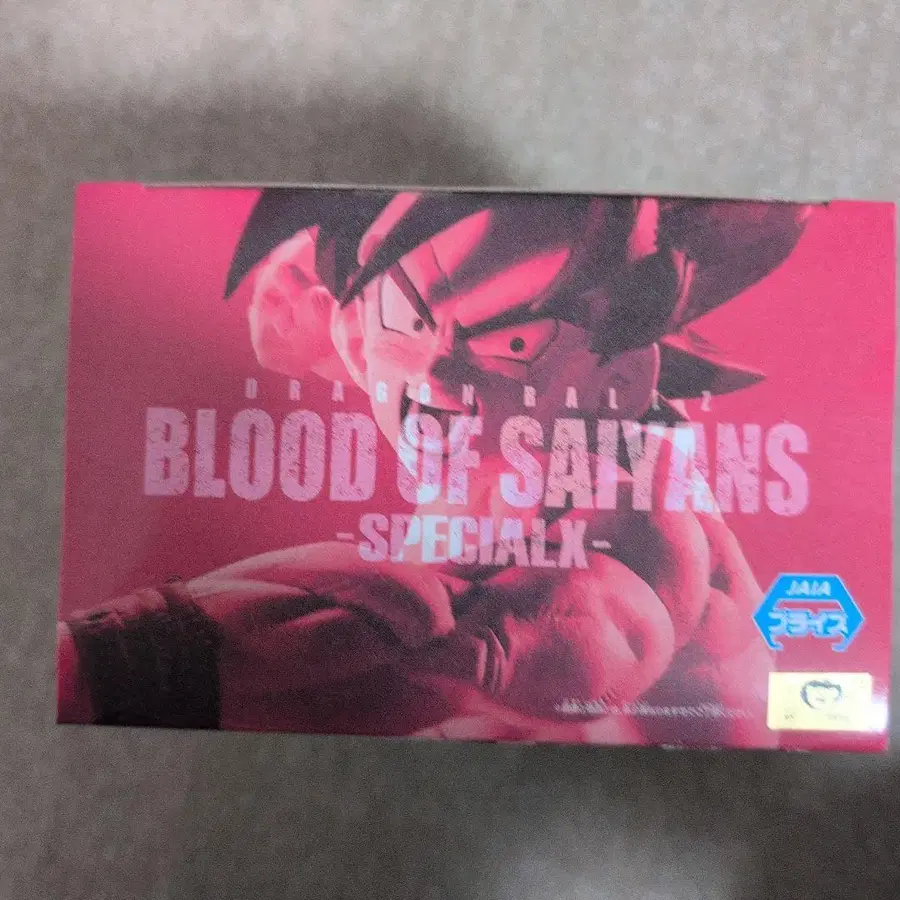 DRAGON BALL Z
BLOOD OF SAIYANS
-SPECIALX-
JAIA
プライズ